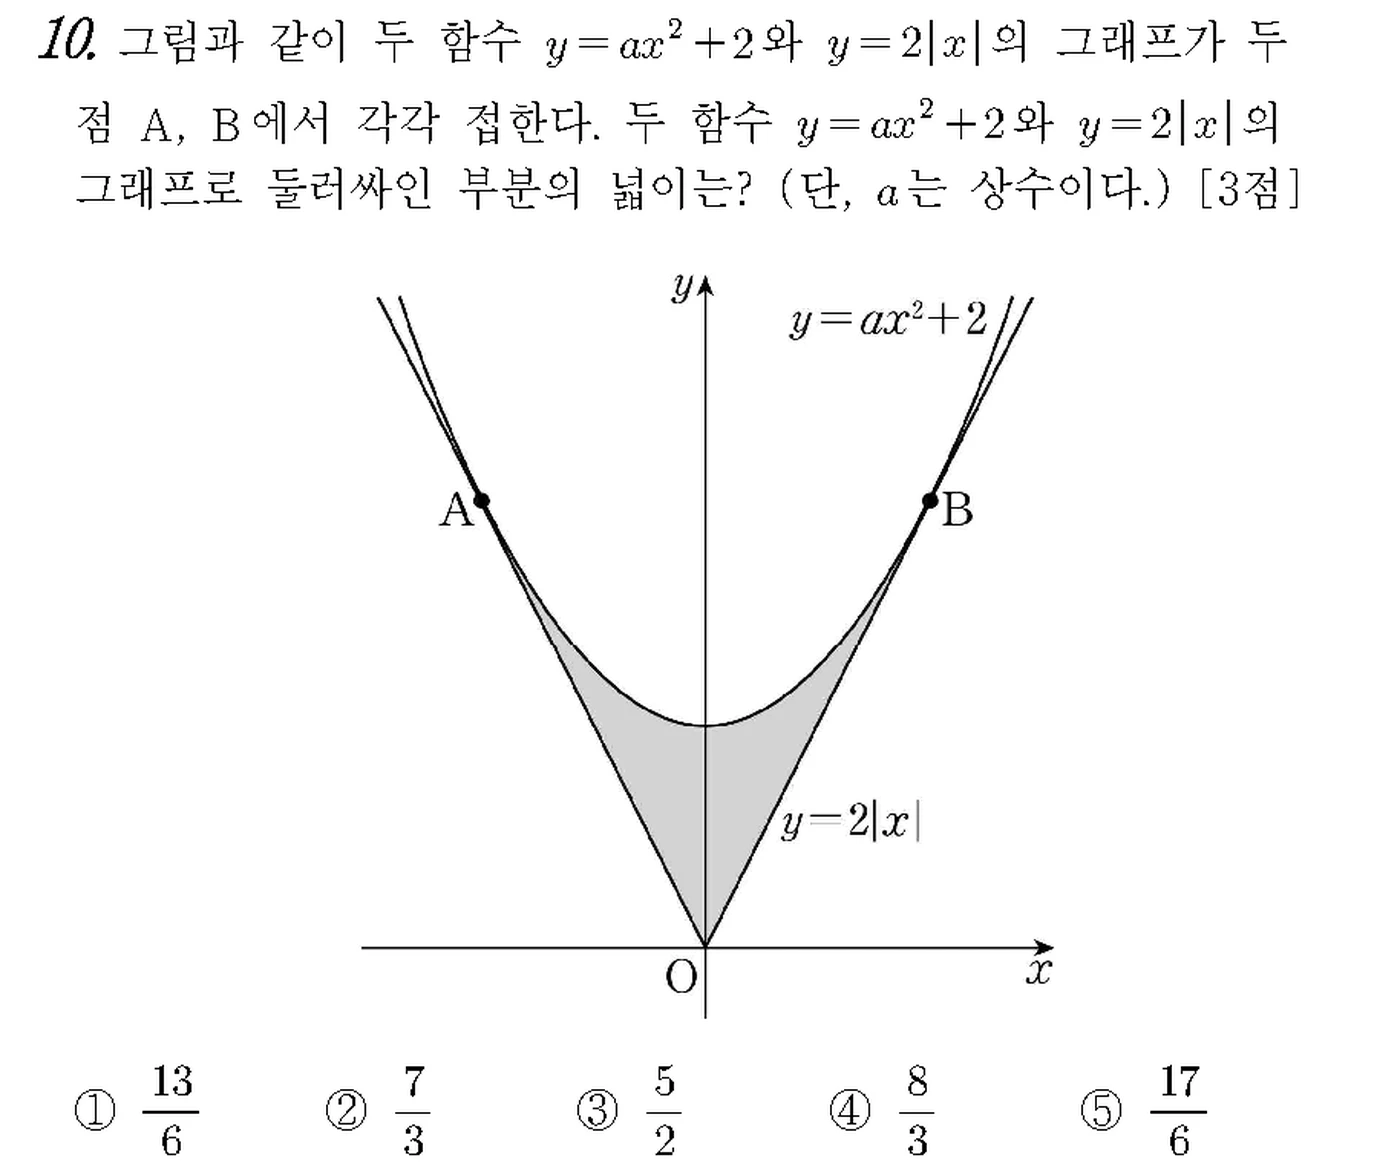 10. 그림과 같이 두 함수 y=ax²+2와 y=2|x|의 그래프가 두
점 A, B에서 각각 접한다. 두 함수 y=ax²+2와 y=2|x|의
그래프로 둘러싸인 부분의 넓이는? (단, a는 상수이다.) [3점]
y
y=ax²+2
A
B
y=2|x|
O
x
① 13/6 ② 7/3 ③ 5/2 ④ 8/3 ⑤ 17/6